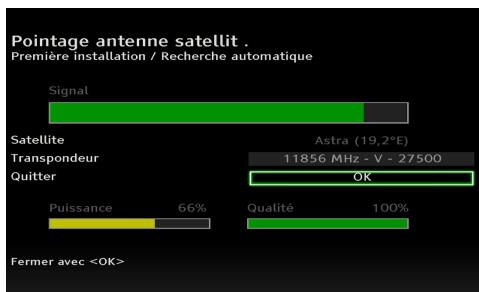 Pointage antenne satellit .
Première installation / Recherche automatique
Signal
Satellite Astra (19,2°E)
Transpondeur 11856 MHz - V - 27500
Quitter OK
Puissance 66% Qualité 100%
Fermer avec <OK>